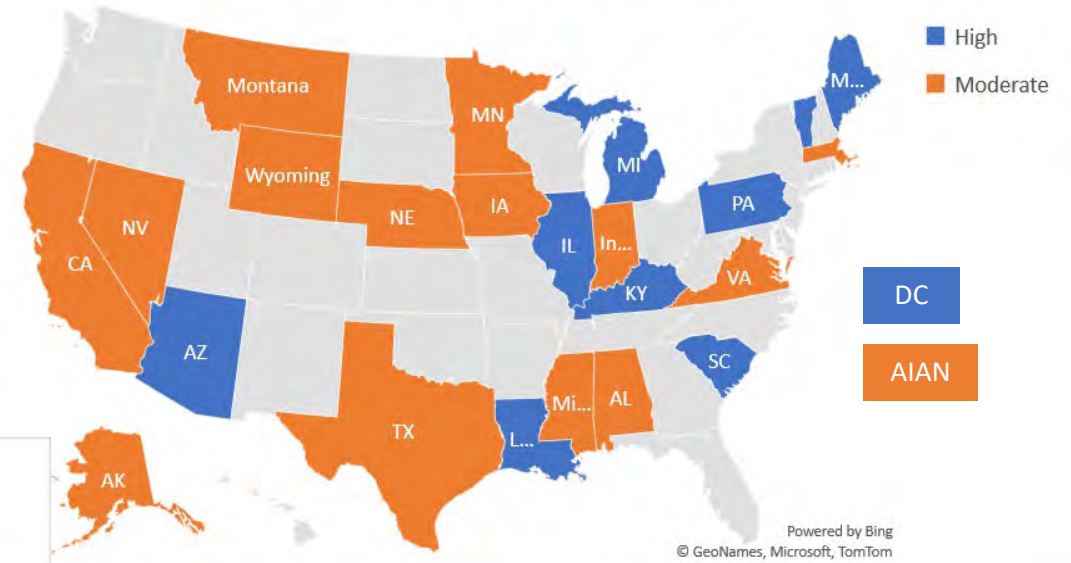 High
Moderate
M...
Montana
MN
MI
Wyoming
PA
IA
NE
NV
IL
In...
CA
VA
KY
DC
AZ
SC
AIAN
Mi...
AL
TX
L...
AK
Powered by Bing
© GeoNames, Microsoft, TomTom